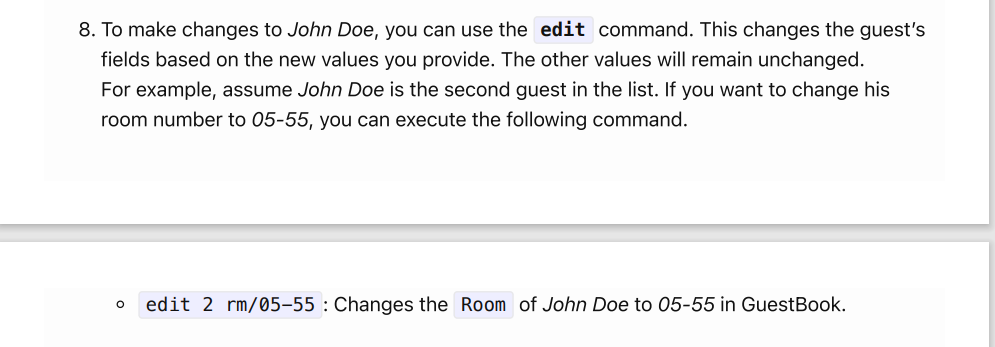 8. To make changes to John Doe, you can use the edit command. This changes the guest’s
fields based on the new values you provide. The other values will remain unchanged.
For example, assume John Doe is the second guest in the list. If you want to change his
room number to 05-55, you can execute the following command.
○ edit 2 rm/05–55 : Changes the Room of John Doe to 05-55 in GuestBook.